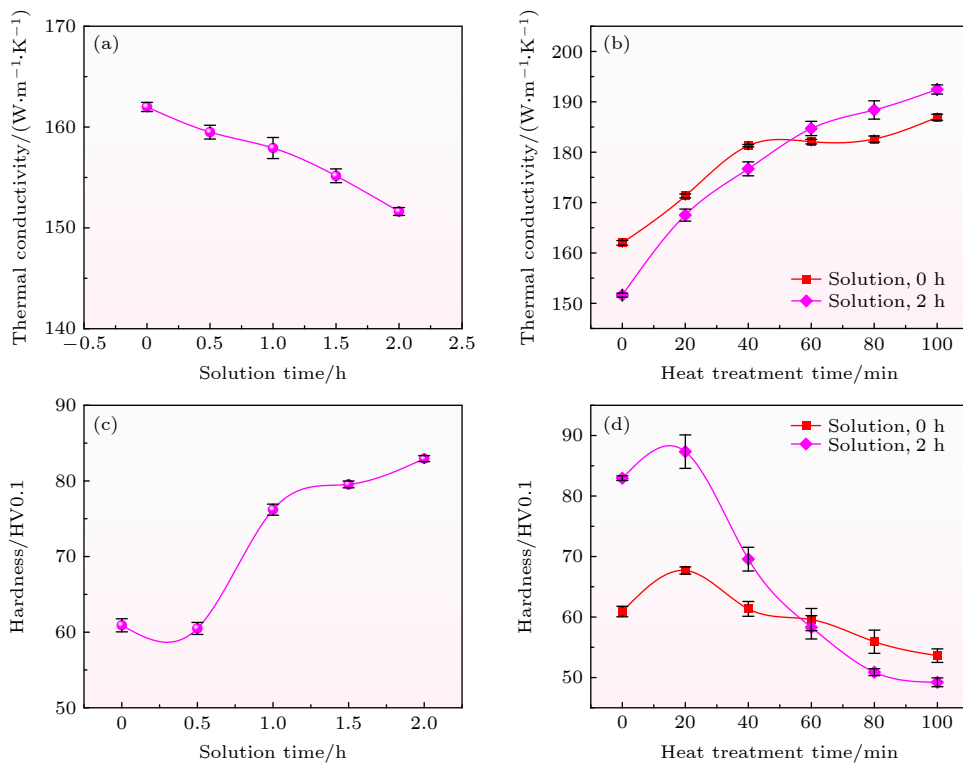 (a)
Thermal conductivity/(W·m⁻¹·K⁻¹)
170
160
150
140
−0.5 0 0.5 1.0 1.5 2.0 2.5
Solution time/h
(b)
Thermal conductivity/(W·m⁻¹·K⁻¹)
200
190
180
170
160
150
Solution, 0 h
Solution, 2 h
0 20 40 60 80 100
Heat treatment time/min
(c)
Hardness/HV0.1
90
80
70
60
50
0 0.5 1.0 1.5 2.0
Solution time/h
(d)
Hardness/HV0.1
Solution, 0 h
Solution, 2 h
90
80
70
60
50
0 20 40 60 80 100
Heat treatment time/min